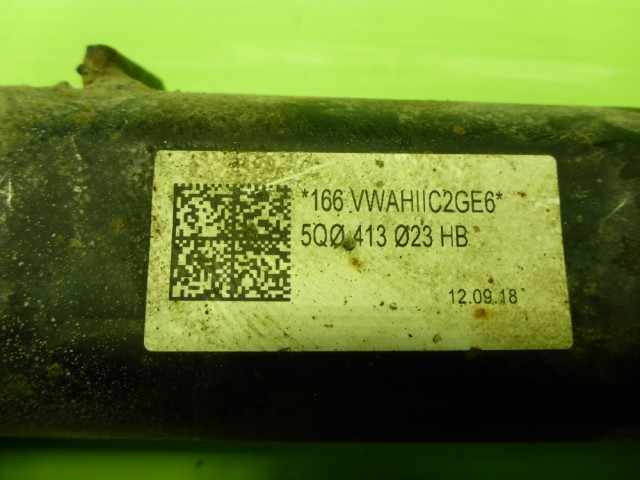 *166 VWAHIIC2GE6*
5QØ 413 Ø23 HB
12.09.18